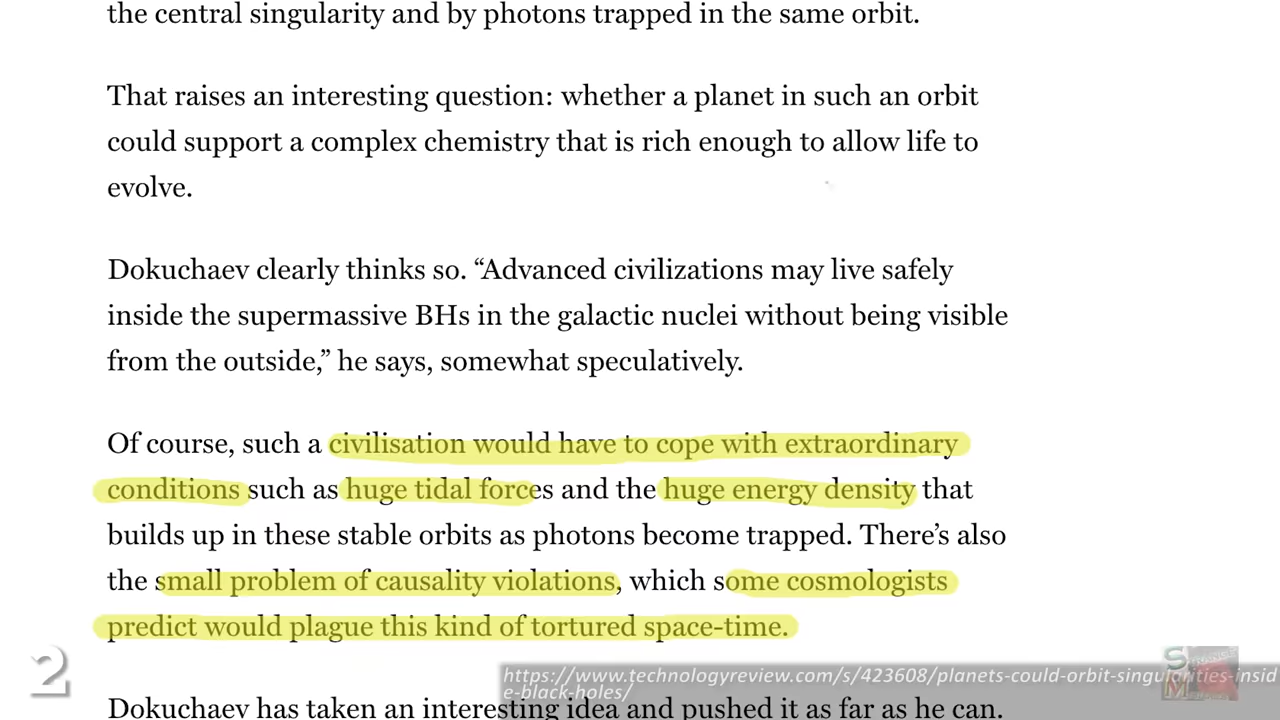 the central singularity and by photons trapped in the same orbit.
That raises an interesting question: whether a planet in such an orbit
could support a complex chemistry that is rich enough to allow life to
evolve.
Dokuchaev clearly thinks so. “Advanced civilizations may live safely
inside the supermassive BHs in the galactic nuclei without being visible
from the outside,” he says, somewhat speculatively.
Of course, such a civilisation would have to cope with extraordinary
conditions such as huge tidal forces and the huge energy density that
builds up in these stable orbits as photons become trapped. There’s also
the small problem of causality violations, which some cosmologists
predict would plague this kind of tortured space-time.
2
https://www.technologyreview.com/s/423608/planets-could-orbit-singularities-insid
e-black-holes/
Dokuchaev has taken an interesting idea and pushed it as far as he can.